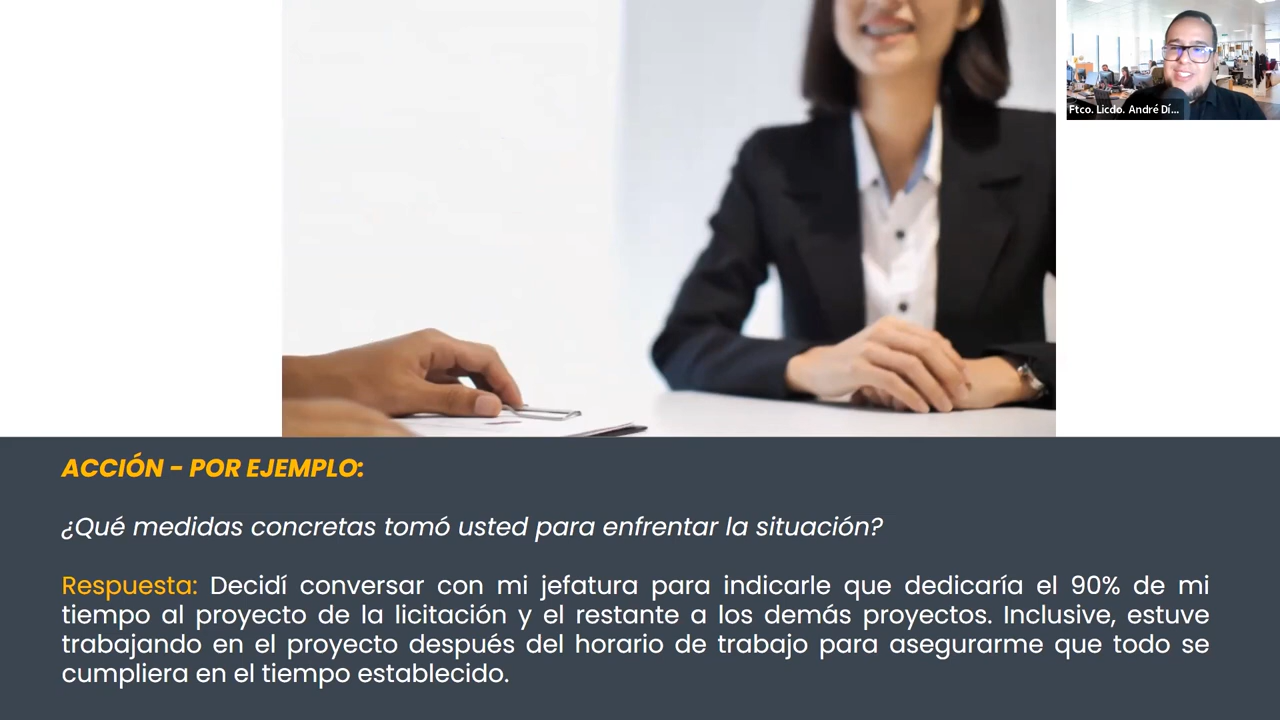 Ftco. Licdo. André Dí...
ACCIÓN - POR EJEMPLO:
¿Qué medidas concretas tomó usted para enfrentar la situación?
Respuesta: Decidí conversar con mi jefatura para indicarle que dedicaría el 90% de mi
tiempo al proyecto de la licitación y el restante a los demás proyectos. Inclusive, estuve
trabajando en el proyecto después del horario de trabajo para asegurarme que todo se
cumpliera en el tiempo establecido.